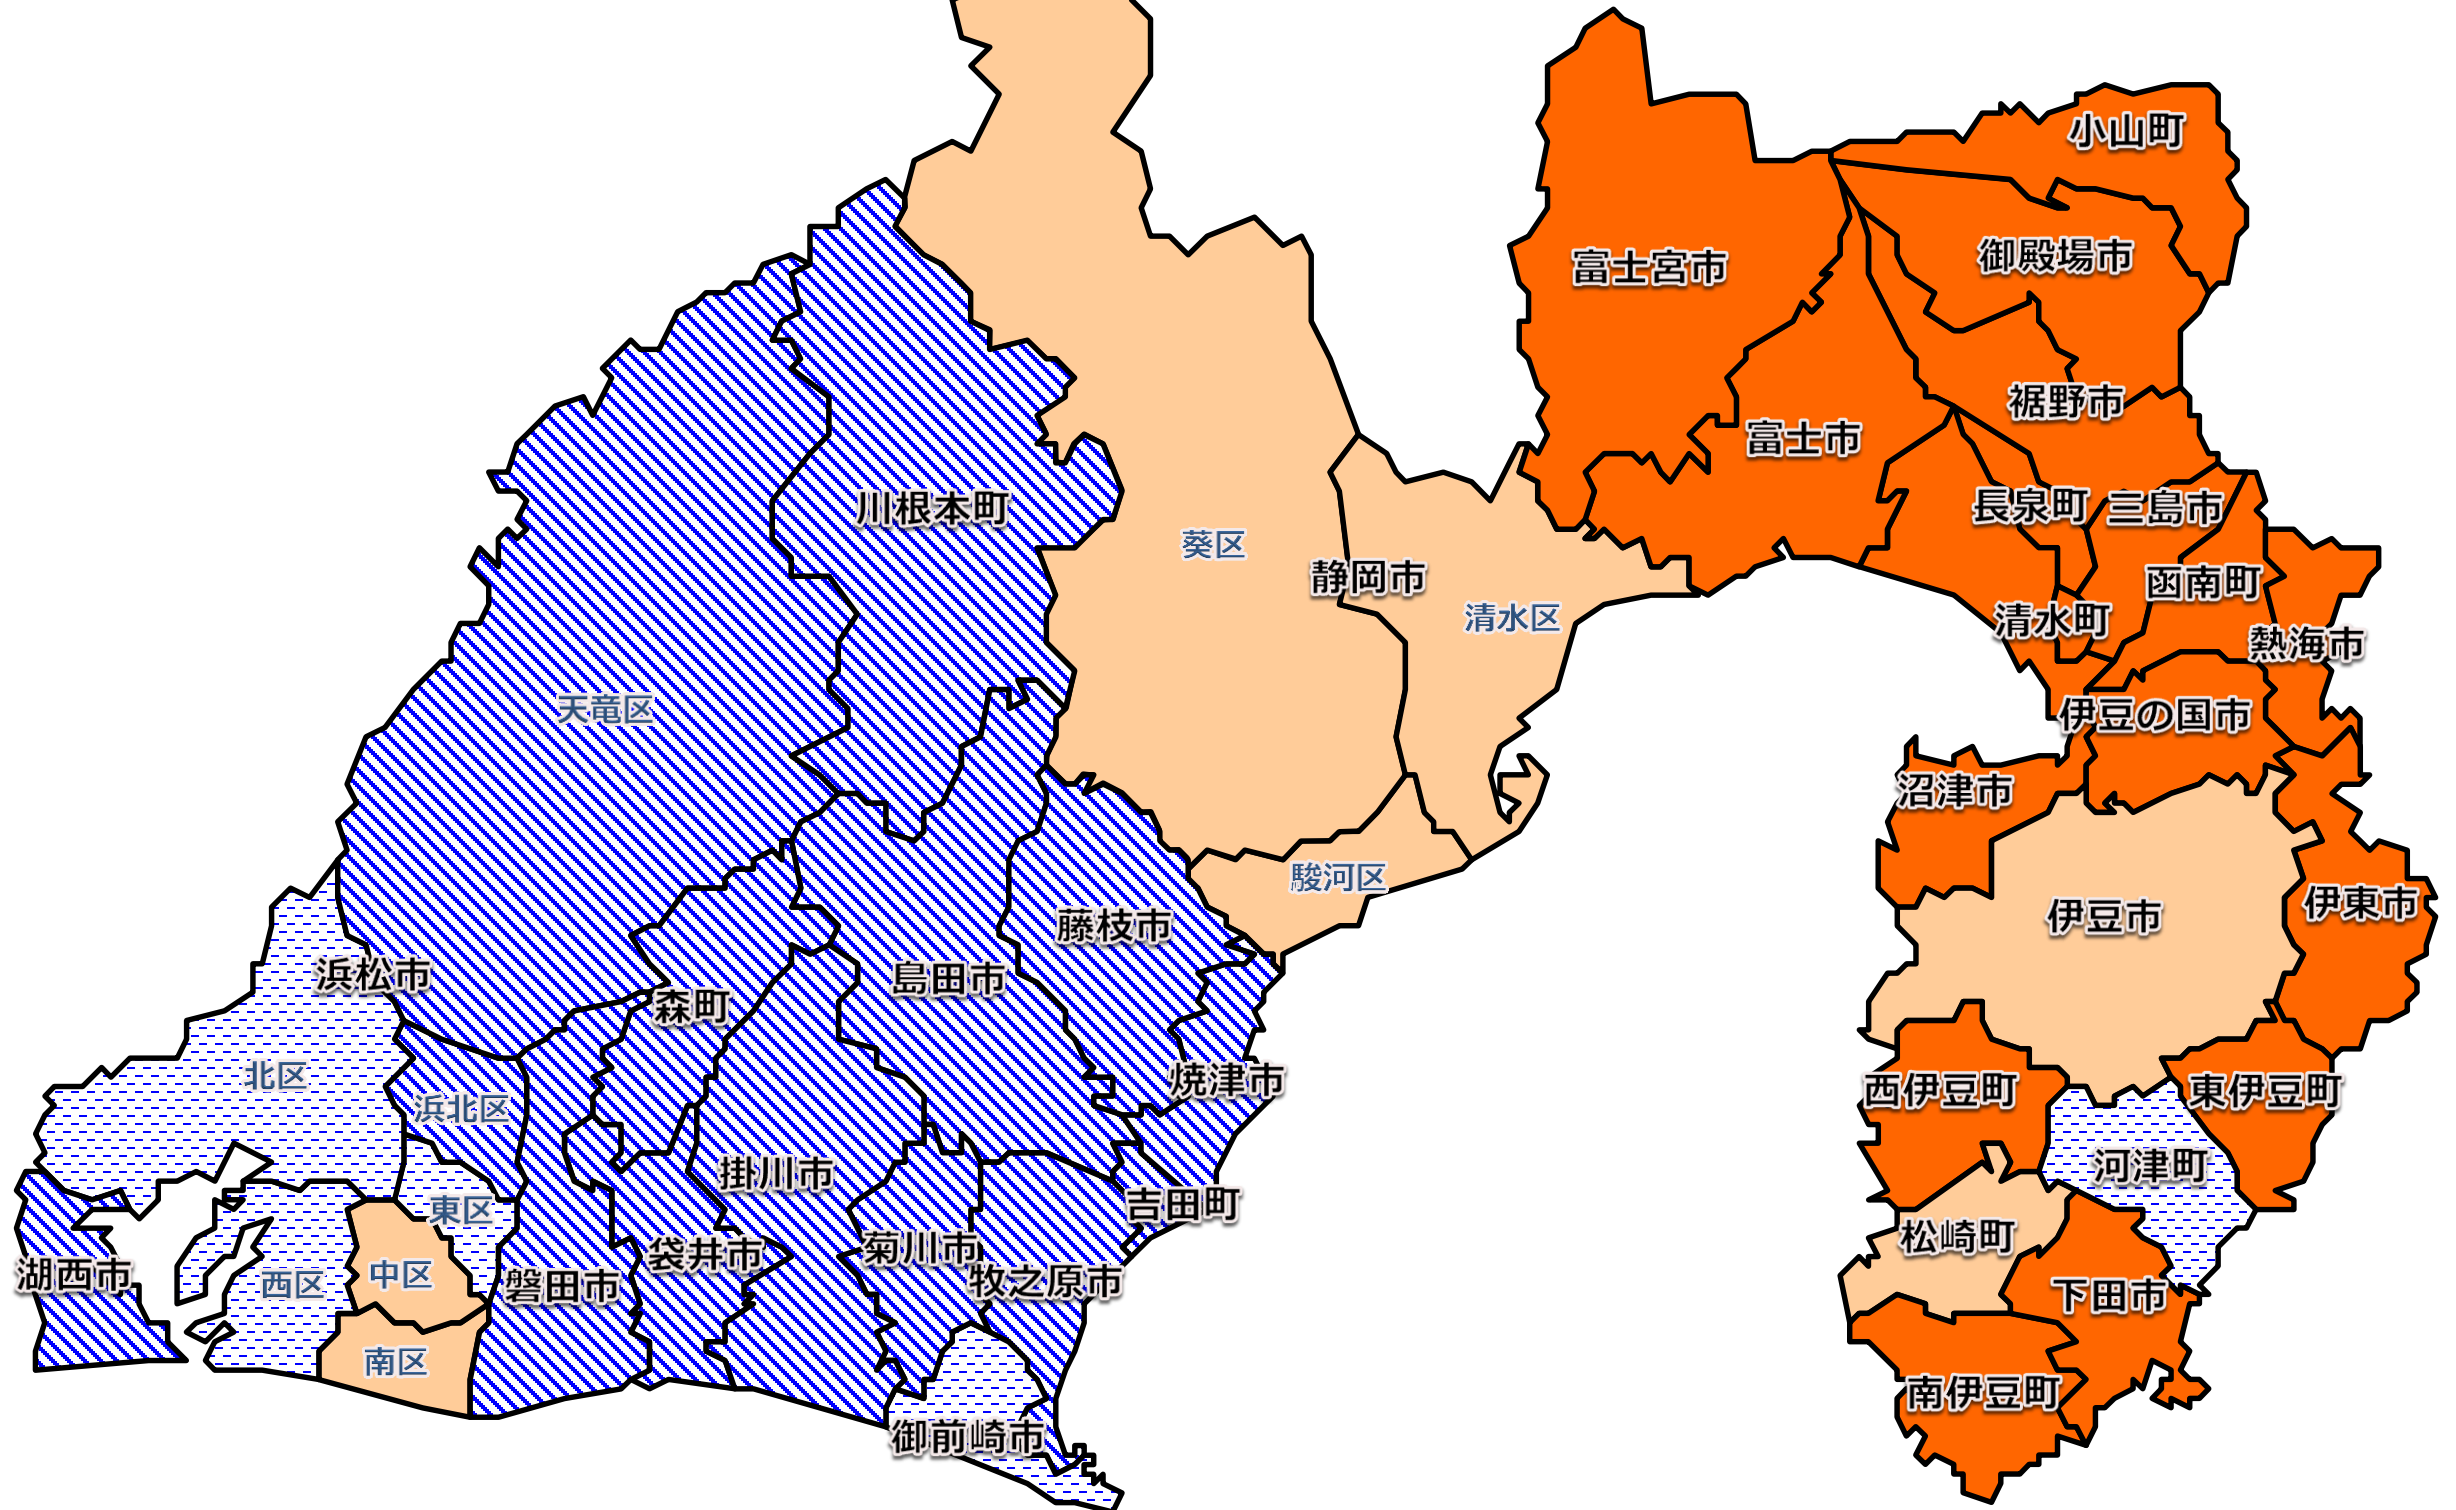 小山町
御殿場市
富士宮市
裾野市
富士市
長泉町
三島市
川根本町
葵区
静岡市
函南町
清水区
清水町
熱海市
天竜区
伊豆の国市
沼津市
駿河区
伊東市
伊豆市
藤枝市
浜松市
島田市
森町
北区
焼津市
西伊豆町
東伊豆町
浜北区
掛川市
河津町
東区
吉田町
松崎町
菊川市
袋井市
湖西市
中区
西区
磐田市
牧之原市
下田市
南区
南伊豆町
御前崎市